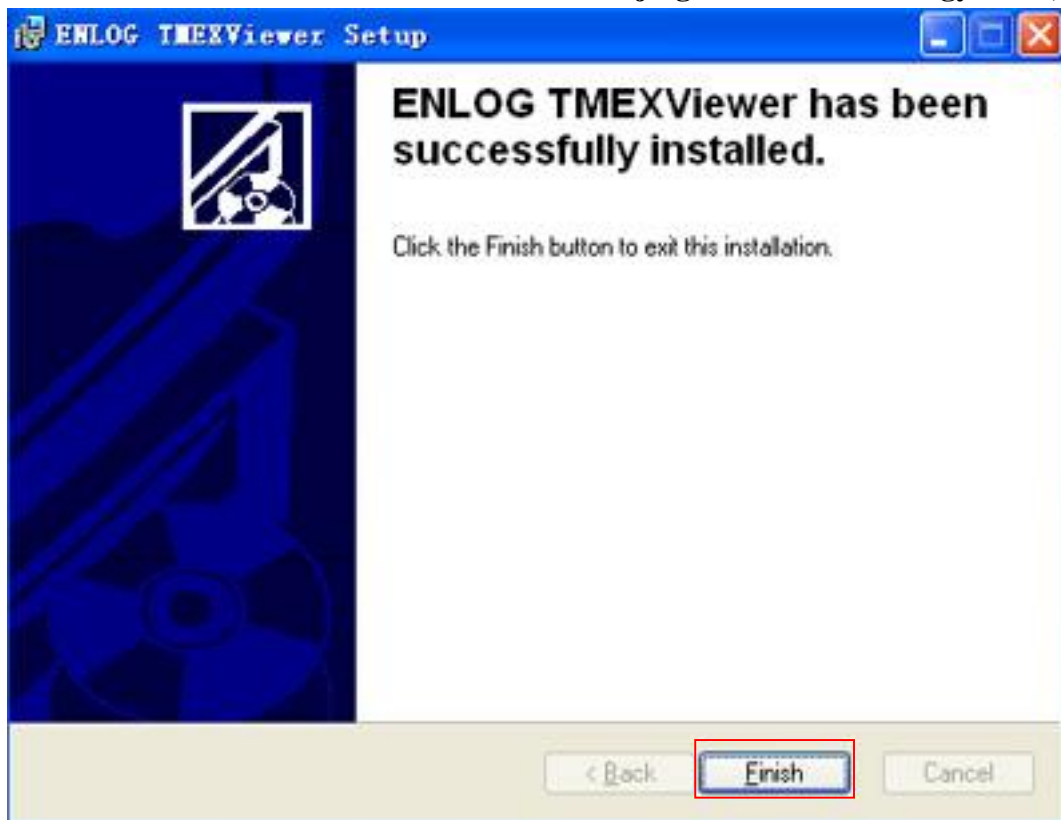 ENLOG TMEXViewer Setup
ENLOG TMEXViewer has been
successfully installed.
Click the Finish button to exit this installation.
< Back
Finish
Cancel